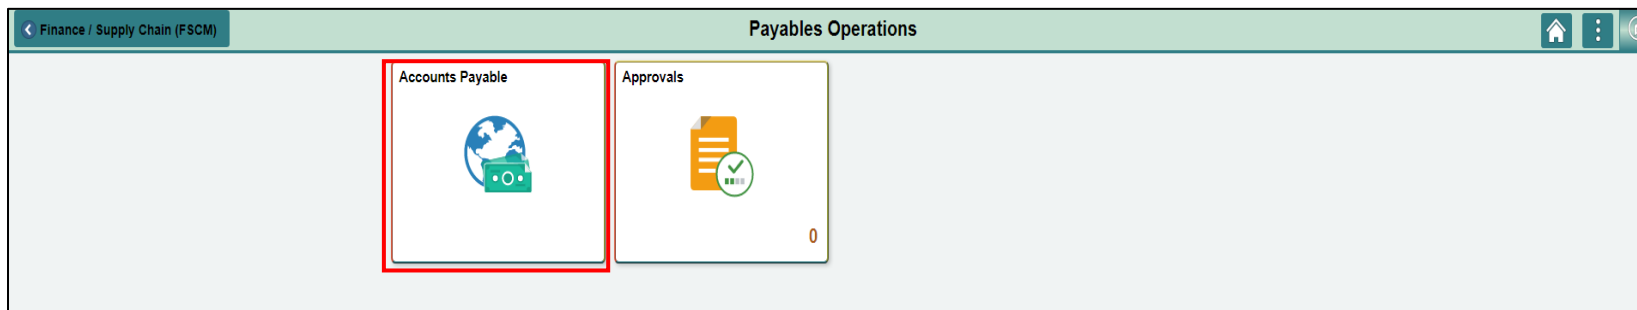 Finance / Supply Chain (FSCM)
Payables Operations
Accounts Payable
Approvals
0